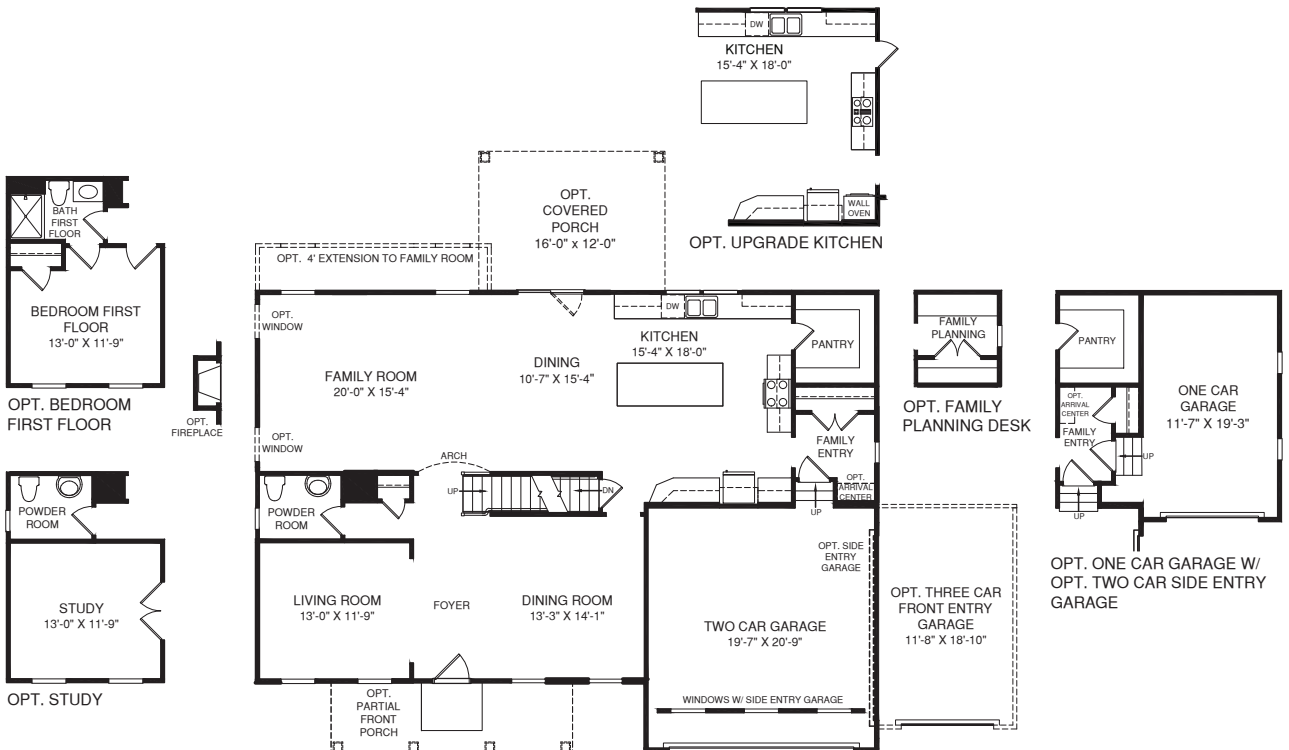 DW
KITCHEN
15'-4" X 18'-0"
WALL
OVEN
OPT. UPGRADE KITCHEN
OPT.
COVERED
PORCH
16'-0" x 12'-0"
OPT. 4' EXTENSION TO FAMILY ROOM
BATH
FIRST
FLOOR
BEDROOM FIRST
FLOOR
13'-0" X 11'-9"
OPT. BEDROOM
FIRST FLOOR
OPT.
FIREPLACE
OPT.
WINDOW
FAMILY ROOM
20'-0" X 15'-4"
OPT.
WINDOW
DINING
10'-7" X 15'-4"
DW
KITCHEN
15'-4" X 18'-0"
PANTRY
FAMILY
ENTRY
OPT.
ARRIVAL
CENTER
UP
ARCH
UP
DN
POWDER
ROOM
LIVING ROOM
13'-0" X 11'-9"
FOYER
DINING ROOM
13'-3" X 14'-1"
OPT. SIDE
ENTRY
GARAGE
TWO CAR GARAGE
19'-7" X 20'-9"
WINDOWS W/ SIDE ENTRY GARAGE
OPT.
PARTIAL
FRONT
PORCH
OPT. THREE CAR
FRONT ENTRY
GARAGE
11'-8" X 18'-10"
FAMILY
PLANNING
OPT. FAMILY
PLANNING DESK
PANTRY
OPT.
ARRIVAL
CENTER
FAMILY
ENTRY
UP
UP
ONE CAR
GARAGE
11'-7" X 19'-3"
OPT. ONE CAR GARAGE W/
OPT. TWO CAR SIDE ENTRY
GARAGE
POWDER
ROOM
STUDY
13'-0" X 11'-9"
OPT. STUDY